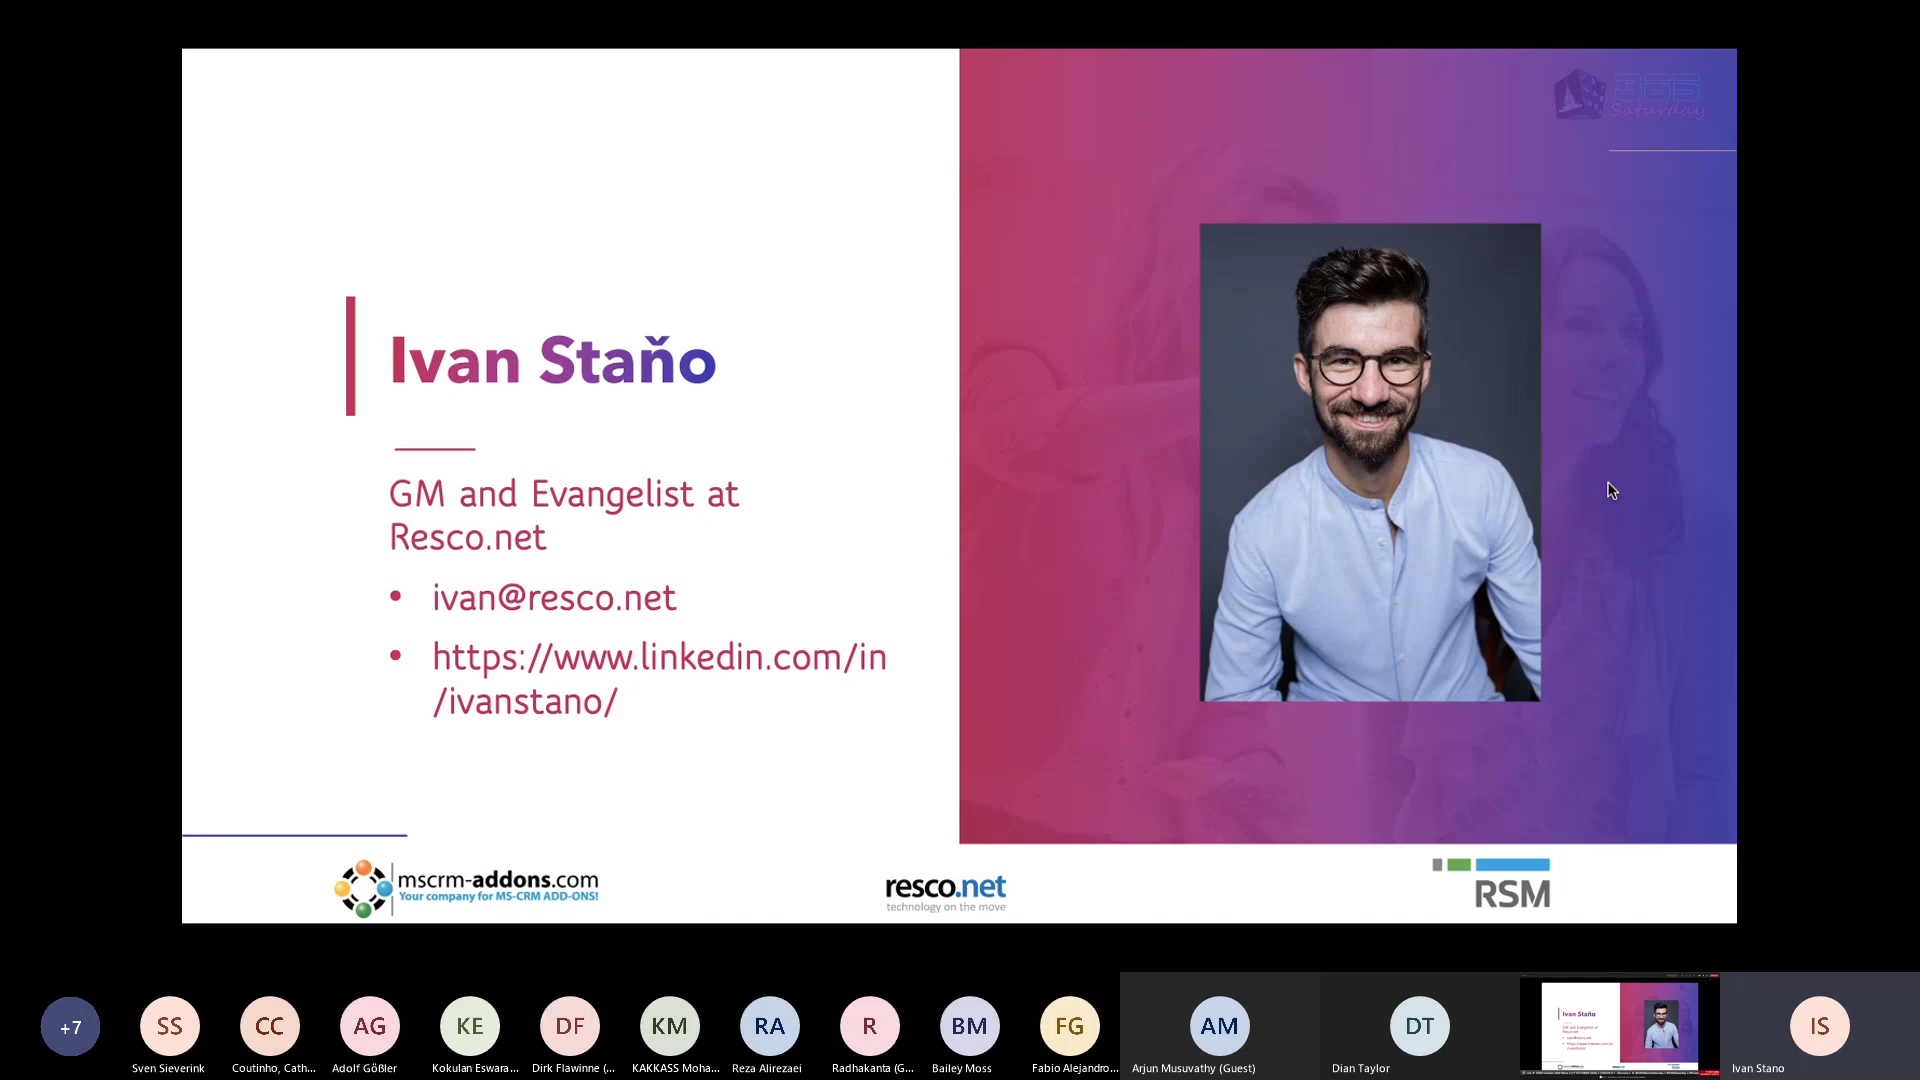 365
Saturday
Ivan Staňo
GM and Evangelist at
Resco.net
• ivan@resco.net
• https://www.linkedin.com/in
/ivanstano/
mscrm-addons.com
Your company for MS-CRM ADD-ONS!
resco.net
technology on the move
RSM
+7
SS
CC
AG
KE
DF
KM
RA
R
BM
FG
AM
DT
IS
Sven Sieverink
Coutinho, Cath...
Adolf Gößler
Kokulan Eswara...
Dirk Flawinne (...
KAKKASS Moha...
Reza Alirezaei
Radhakanta (G...
Bailey Moss
Fabio Alejandro...
Arjun Musuvathy (Guest)
Dian Taylor
Ivan Stano